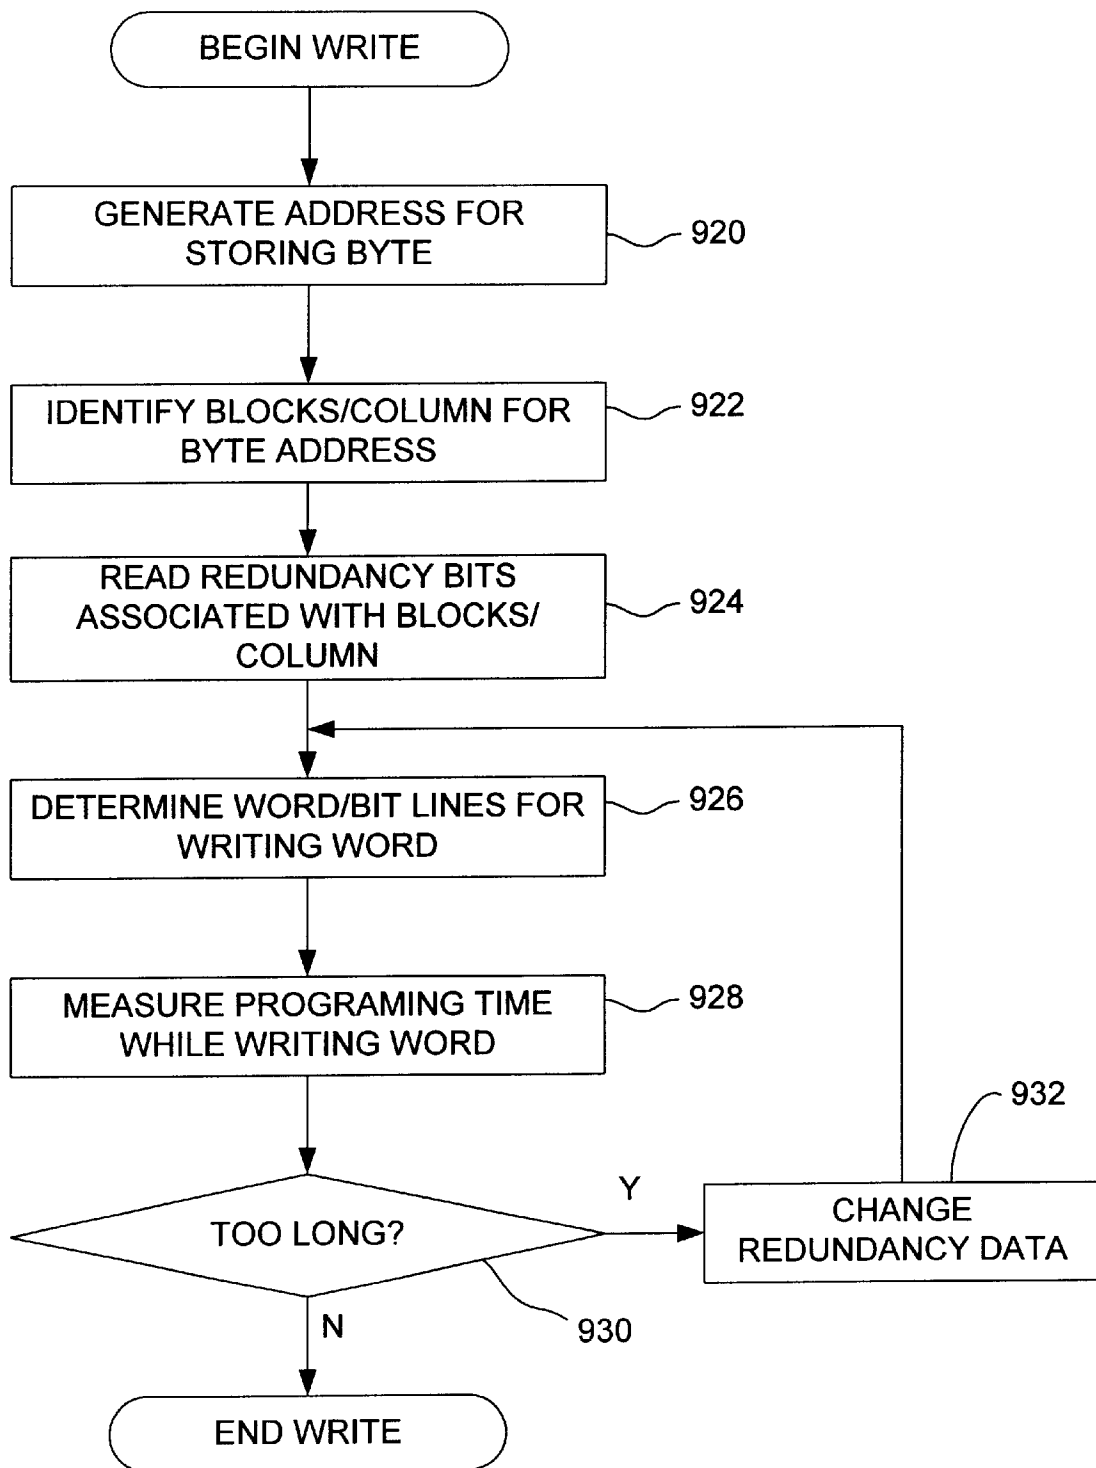 BEGIN WRITE
GENERATE ADDRESS FOR
STORING BYTE
920
IDENTIFY BLOCKS/COLUMN FOR
BYTE ADDRESS
922
READ REDUNDANCY BITS
ASSOCIATED WITH BLOCKS/
COLUMN
924
DETERMINE WORD/BIT LINES FOR
WRITING WORD
926
MEASURE PROGRAMING TIME
WHILE WRITING WORD
928
TOO LONG?
930
Y
CHANGE
REDUNDANCY DATA
932
N
END WRITE